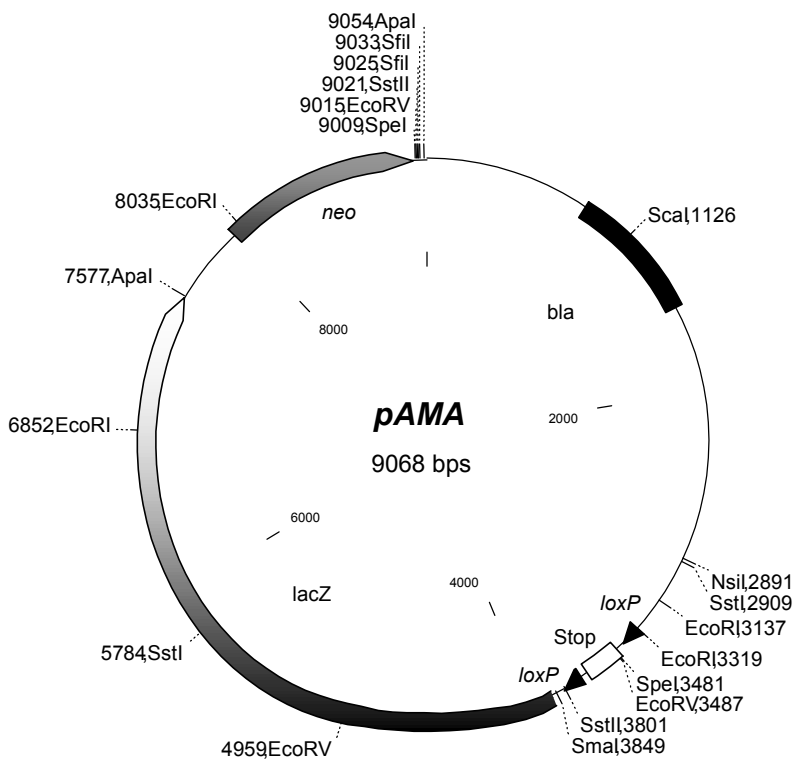 9054,ApaI
9033,SfiI
9025,SfiI
9021,SstII
9015,EcoRV
9009,SpeI
8035,EcoRI
neo
ScaI,1126
7577,ApaI
8000
bla
pAMA
2000
6852,EcoRI
9068 bps
6000
4000
lacZ
NsiI,2891
SstI,2909
loxP
EcoRI,3137
Stop
5784,SstI
EcoRI,3319
loxP
SpeI,3481
EcoRV,3487
SstII,3801
4959,EcoRV
SmaI,3849